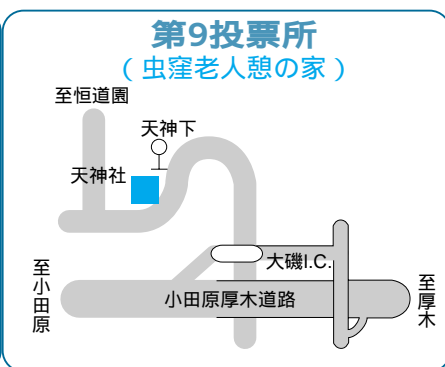 第9投票所
（虫窪老人憩の家）
至恒道園
天神下
天神社
大磯I.C.
至小田原
小田原厚木道路
至厚木